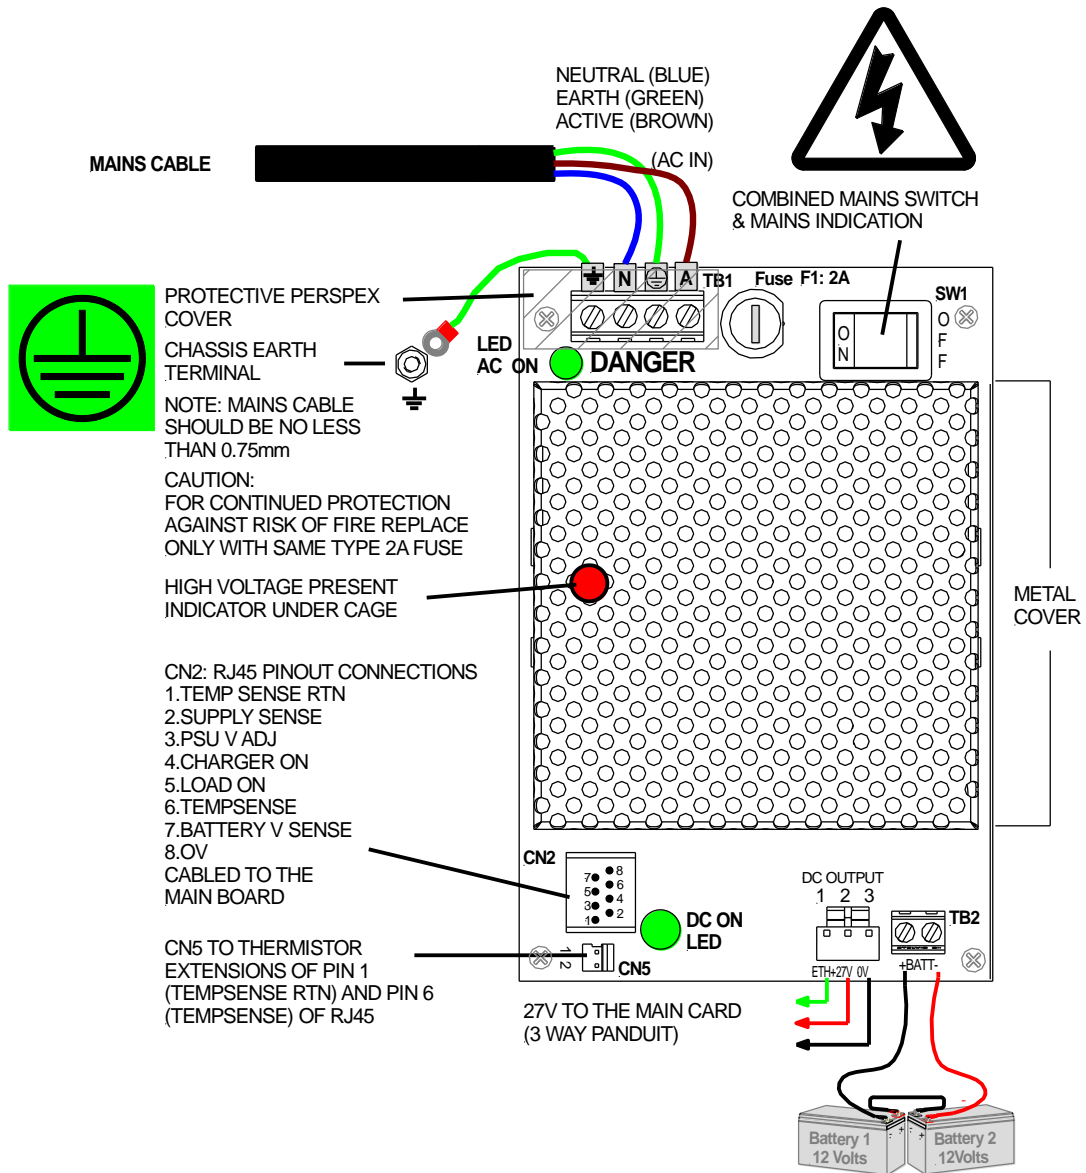 NEUTRAL (BLUE)
EARTH (GREEN)
ACTIVE (BROWN)
MAINS CABLE
(AC IN)
COMBINED MAINS SWITCH
& MAINS INDICATION
N
A
TB1
Fuse F1: 2A
SW1
ON
OFF
PROTECTIVE PERSPEX
COVER
LED
AC ON
DANGER
CHASSIS EARTH
TERMINAL
NOTE: MAINS CABLE
SHOULD BE NO LESS
THAN 0.75mm
CAUTION:
FOR CONTINUED PROTECTION
AGAINST RISK OF FIRE REPLACE
ONLY WITH SAME TYPE 2A FUSE
HIGH VOLTAGE PRESENT
INDICATOR UNDER CAGE
METAL
COVER
CN2: RJ45 PINOUT CONNECTIONS
1.TEMP SENSE RTN
2.SUPPLY SENSE
3.PSU V ADJ
4.CHARGER ON
5.LOAD ON
6.TEMPSENSE
7.BATTERY V SENSE
8.OV
CABLED TO THE
MAIN BOARD
CN2
7 8
5 6
3 4
1 2
DC ON
LED
DC OUTPUT
1 2 3
TB2
CN5 TO THERMISTOR
EXTENSIONS OF PIN 1
(TEMPSENSE RTN) AND PIN 6
(TEMPSENSE) OF RJ45
1 2
CN5
ETH+27V 0V
+BATT-
27V TO THE MAIN CARD
(3 WAY PANDUIT)
-
- +
- +
Battery 1
12 Volts
Battery 2
12Volts